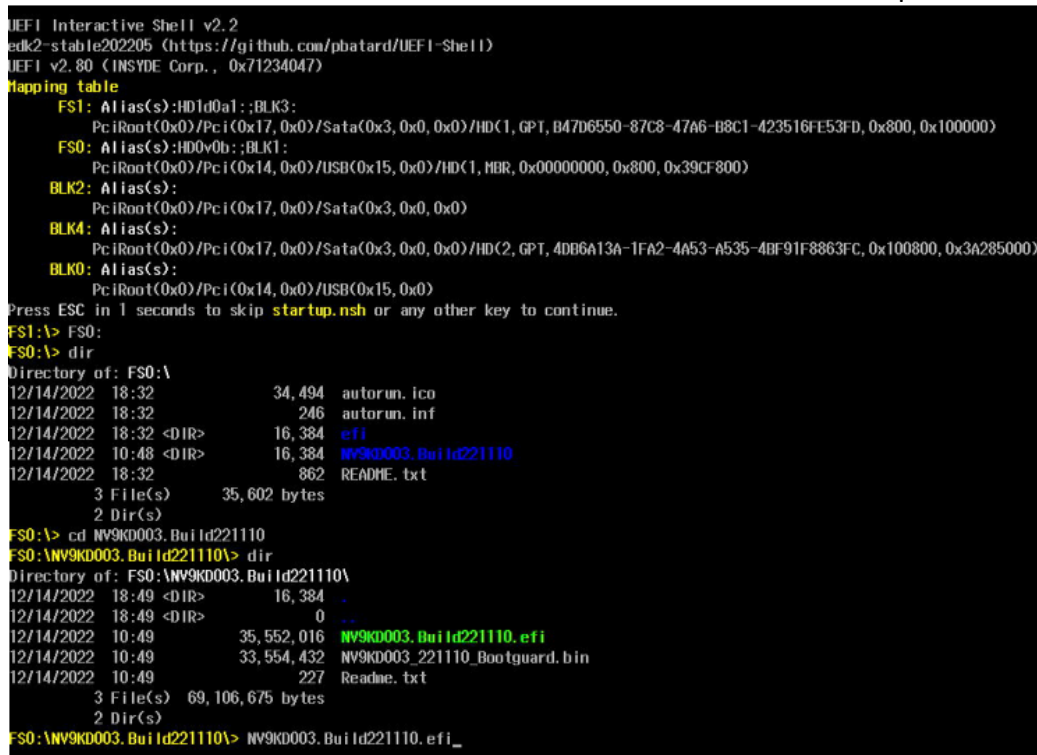 UEFI Interactive Shell v2.2
edk2-stable202205 (https://github.com/pbatard/UEFI-Shell)
UEFI v2.80 (INSYDE Corp., 0x71234047)
Mapping table
FS1: Alias(s):HD1d0a1:;BLK3:
PciRoot(0x0)/Pci(0x17,0x0)/Sata(0x3,0x0,0x0)/HD(1,GPT,B47D6550-87C8-47A6-B8C1-423516FE53FD,0x800,0x100000)
FS0: Alias(s):HD0v0b:;BLK1:
PciRoot(0x0)/Pci(0x14,0x0)/USB(0x15,0x0)/HD(1,MBR,0x00000000,0x800,0x39CF800)
BLK2: Alias(s):
PciRoot(0x0)/Pci(0x17,0x0)/Sata(0x3,0x0,0x0)
BLK4: Alias(s):
PciRoot(0x0)/Pci(0x17,0x0)/Sata(0x3,0x0,0x0)/HD(2,GPT,4DB6A13A-1FA2-4A53-A535-4BF91F8863FC,0x100800,0x3A285000)
BLK0: Alias(s):
PciRoot(0x0)/Pci(0x14,0x0)/USB(0x15,0x0)
Press ESC in 1 seconds to skip startup.nsh or any other key to continue.
FS1:\> FS0:
FS0:\> dir
Directory of: FS0:\
12/14/2022 18:32 34,494 autorun.ico
12/14/2022 18:32 246 autorun.inf
12/14/2022 18:32 <DIR> 16,384 efi
12/14/2022 10:48 <DIR> 16,384 NV9KD003.Build221110
12/14/2022 18:32 862 README.txt
3 File(s) 35,602 bytes
2 Dir(s)
FS0:\> cd NV9KD003.Build221110
FS0:\NV9KD003.Build221110\> dir
Directory of: FS0:\NV9KD003.Build221110\
12/14/2022 18:49 <DIR> 16,384 .
12/14/2022 18:49 <DIR> 0 ..
12/14/2022 10:49 35,552,016 NV9KD003.Build221110.efi
12/14/2022 10:49 33,554,432 NV9KD003_221110_Bootguard.bin
12/14/2022 10:49 227 Readme.txt
3 File(s) 69,106,675 bytes
2 Dir(s)
FS0:\NV9KD003.Build221110\> NV9KD003.Build221110.efi_